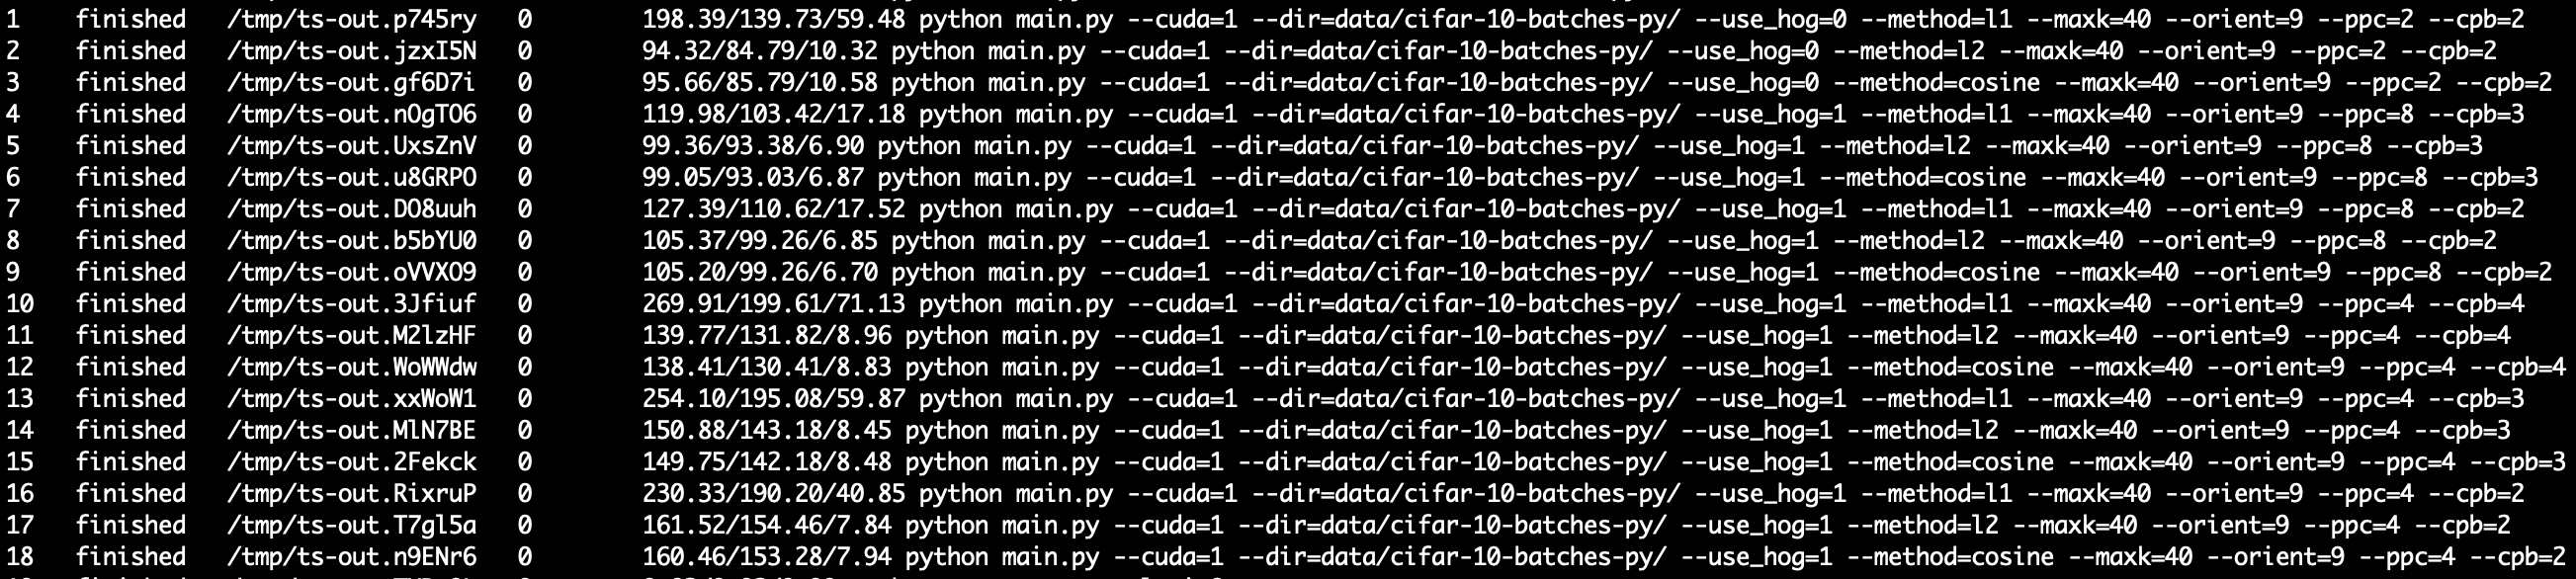 1 finished /tmp/ts-out.p745ry 0 198.39/139.73/59.48 python main.py --cuda=1 --dir=data/cifar-10-batches-py/ --use_hog=0 --method=l1 --maxk=40 --orient=9 --ppc=2 --cpb=2
2 finished /tmp/ts-out.jzxI5N 0 94.32/84.79/10.32 python main.py --cuda=1 --dir=data/cifar-10-batches-py/ --use_hog=0 --method=l2 --maxk=40 --orient=9 --ppc=2 --cpb=2
3 finished /tmp/ts-out.gf6D7i 0 95.66/85.79/10.58 python main.py --cuda=1 --dir=data/cifar-10-batches-py/ --use_hog=0 --method=cosine --maxk=40 --orient=9 --ppc=2 --cpb=2
4 finished /tmp/ts-out.nOgTO6 0 119.98/103.42/17.18 python main.py --cuda=1 --dir=data/cifar-10-batches-py/ --use_hog=1 --method=l1 --maxk=40 --orient=9 --ppc=8 --cpb=3
5 finished /tmp/ts-out.UxsZnV 0 99.36/93.38/6.90 python main.py --cuda=1 --dir=data/cifar-10-batches-py/ --use_hog=1 --method=l2 --maxk=40 --orient=9 --ppc=8 --cpb=3
6 finished /tmp/ts-out.u8GRPO 0 99.05/93.03/6.87 python main.py --cuda=1 --dir=data/cifar-10-batches-py/ --use_hog=1 --method=cosine --maxk=40 --orient=9 --ppc=8 --cpb=3
7 finished /tmp/ts-out.DO8uuh 0 127.39/110.62/17.52 python main.py --cuda=1 --dir=data/cifar-10-batches-py/ --use_hog=1 --method=l1 --maxk=40 --orient=9 --ppc=8 --cpb=2
8 finished /tmp/ts-out.b5bYU0 0 105.37/99.26/6.85 python main.py --cuda=1 --dir=data/cifar-10-batches-py/ --use_hog=1 --method=l2 --maxk=40 --orient=9 --ppc=8 --cpb=2
9 finished /tmp/ts-out.oVVXO9 0 105.20/99.26/6.70 python main.py --cuda=1 --dir=data/cifar-10-batches-py/ --use_hog=1 --method=cosine --maxk=40 --orient=9 --ppc=8 --cpb=2
10 finished /tmp/ts-out.3Jfiuf 0 269.91/199.61/71.13 python main.py --cuda=1 --dir=data/cifar-10-batches-py/ --use_hog=1 --method=l1 --maxk=40 --orient=9 --ppc=4 --cpb=4
11 finished /tmp/ts-out.M2lzHF 0 139.77/131.82/8.96 python main.py --cuda=1 --dir=data/cifar-10-batches-py/ --use_hog=1 --method=l2 --maxk=40 --orient=9 --ppc=4 --cpb=4
12 finished /tmp/ts-out.WoWWdw 0 138.41/130.41/8.83 python main.py --cuda=1 --dir=data/cifar-10-batches-py/ --use_hog=1 --method=cosine --maxk=40 --orient=9 --ppc=4 --cpb=4
13 finished /tmp/ts-out.xxWoW1 0 254.10/195.08/59.87 python main.py --cuda=1 --dir=data/cifar-10-batches-py/ --use_hog=1 --method=l1 --maxk=40 --orient=9 --ppc=4 --cpb=3
14 finished /tmp/ts-out.MlN7BE 0 150.88/143.18/8.45 python main.py --cuda=1 --dir=data/cifar-10-batches-py/ --use_hog=1 --method=l2 --maxk=40 --orient=9 --ppc=4 --cpb=3
15 finished /tmp/ts-out.2Fekck 0 149.75/142.18/8.48 python main.py --cuda=1 --dir=data/cifar-10-batches-py/ --use_hog=1 --method=cosine --maxk=40 --orient=9 --ppc=4 --cpb=3
16 finished /tmp/ts-out.RixruP 0 230.33/190.20/40.85 python main.py --cuda=1 --dir=data/cifar-10-batches-py/ --use_hog=1 --method=l1 --maxk=40 --orient=9 --ppc=4 --cpb=2
17 finished /tmp/ts-out.T7gl5a 0 161.52/154.46/7.84 python main.py --cuda=1 --dir=data/cifar-10-batches-py/ --use_hog=1 --method=l2 --maxk=40 --orient=9 --ppc=4 --cpb=2
18 finished /tmp/ts-out.n9ENr6 0 160.46/153.28/7.94 python main.py --cuda=1 --dir=data/cifar-10-batches-py/ --use_hog=1 --method=cosine --maxk=40 --orient=9 --ppc=4 --cpb=2